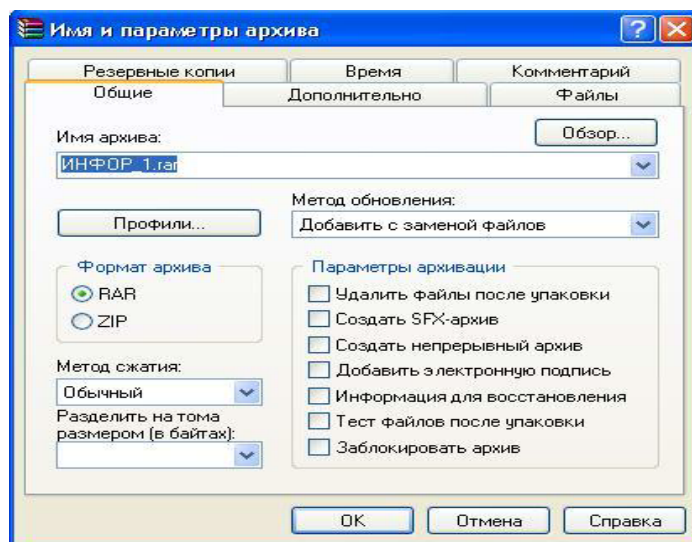 Имя и параметры архива
Резервные копии
Время
Комментарий
Общие
Дополнительно
Файлы
Имя архива:
Обзор...
ИНФОР_1.rar
Метод обновления:
Профили...
Добавить с заменой файлов
Формат архива
RAR
ZIP
Метод сжатия:
Обычный
Разделить на тома
размером (в байтах):
Параметры архивации
Удалить файлы после упаковки
Создать SFX-архив
Создать непрерывный архив
Добавить электронную подпись
Информация для восстановления
Тест файлов после упаковки
Заблокировать архив
OK
Отмена
Справка